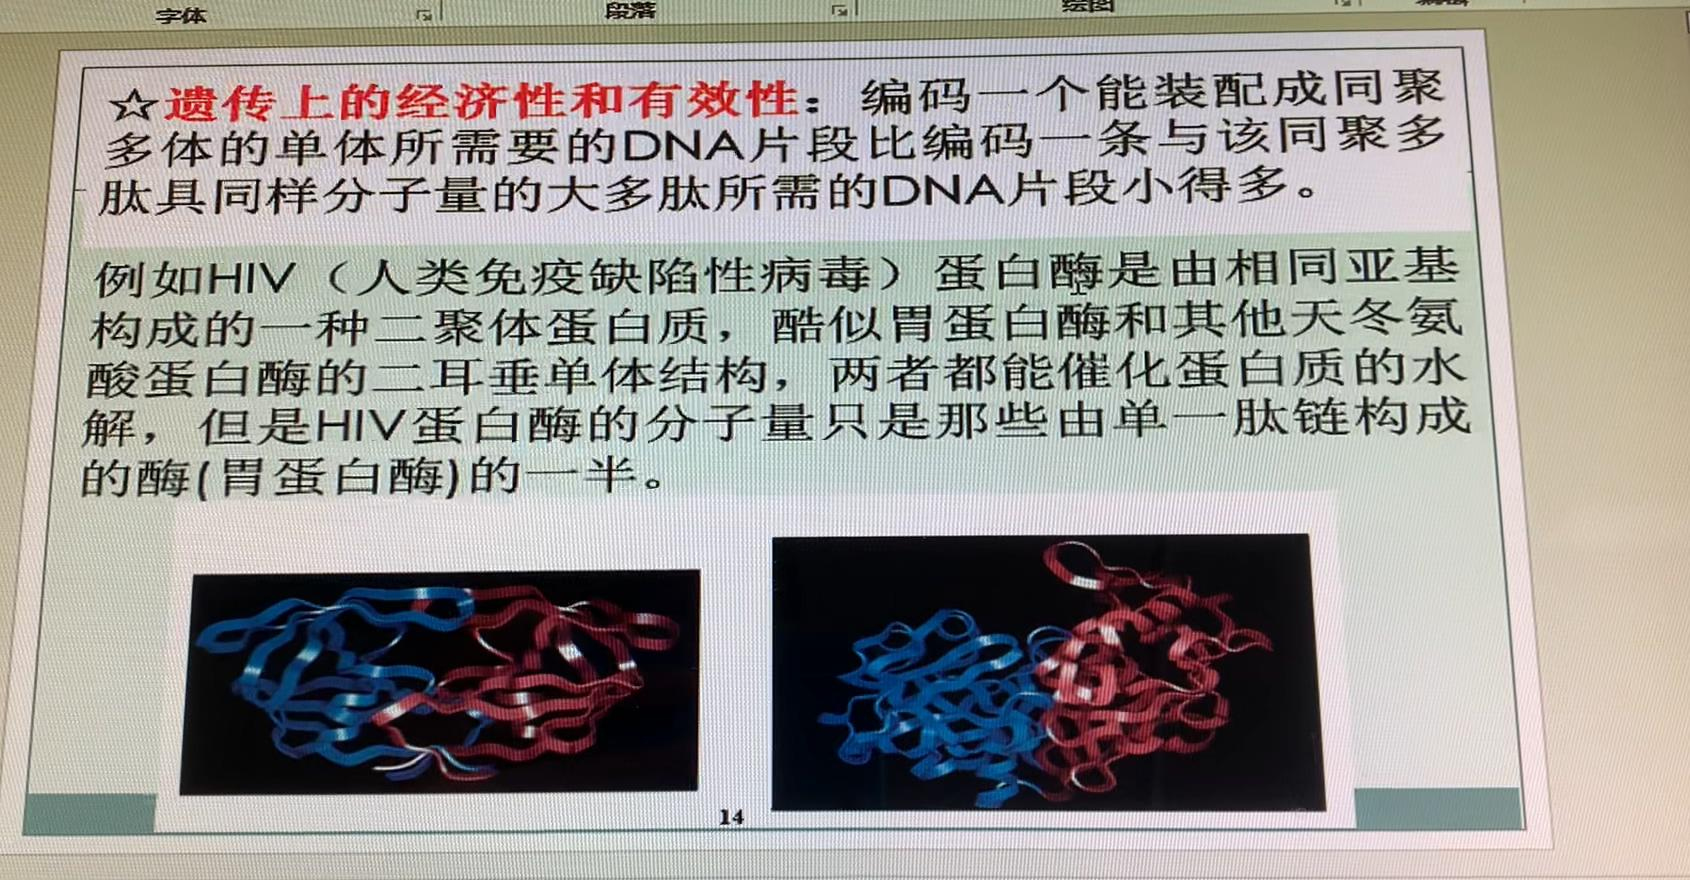 字体
段落
绘图
☆遗传上的经济性和有效性：编码一个能装配成同聚
多体的单体所需要的DNA片段比编码一条与该同聚多
肽具同样分子量的大多肽所需的DNA片段小得多。
例如HIV（人类免疫缺陷性病毒）蛋白酶是由相同亚基
构成的一种二聚体蛋白质，酷似胃蛋白酶和其他天冬氨
酸蛋白酶的二耳垂单体结构，两者都能催化蛋白质的水
解，但是HIV蛋白酶的分子量只是那些由单一肽链构成
的酶(胃蛋白酶)的一半。
14